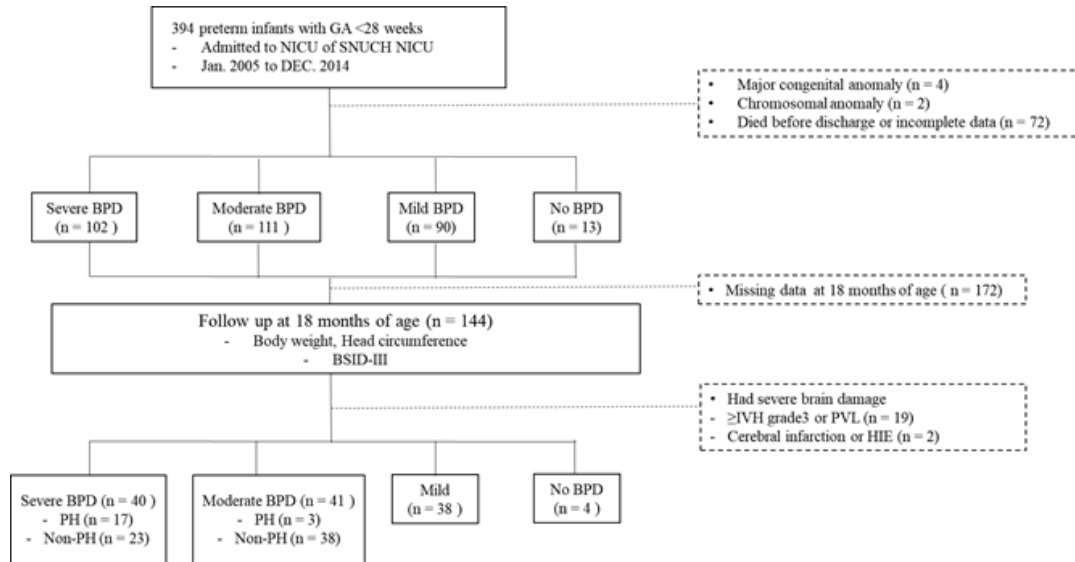 394 preterm infants with GA <28 weeks
- Admitted to NICU of SNUCH NICU
- Jan. 2005 to DEC. 2014
• Major congenital anomaly (n = 4)
• Chromosomal anomaly (n = 2)
• Died before discharge or incomplete data (n = 72)
Severe BPD
(n = 102 )
Moderate BPD
(n = 111 )
Mild BPD
(n = 90)
No BPD
(n = 13)
• Missing data at 18 months of age ( n = 172)
Follow up at 18 months of age (n = 144)
- Body weight, Head circumference
- BSID-III
• Had severe brain damage
- ≥IVH grade3 or PVL (n = 19)
- Cerebral infarction or HIE (n = 2)
Severe BPD (n = 40 )
- PH (n = 17)
- Non-PH (n = 23)
Moderate BPD (n = 41 )
- PH (n = 3)
- Non-PH (n = 38)
Mild
(n = 38 )
No BPD
(n = 4 )